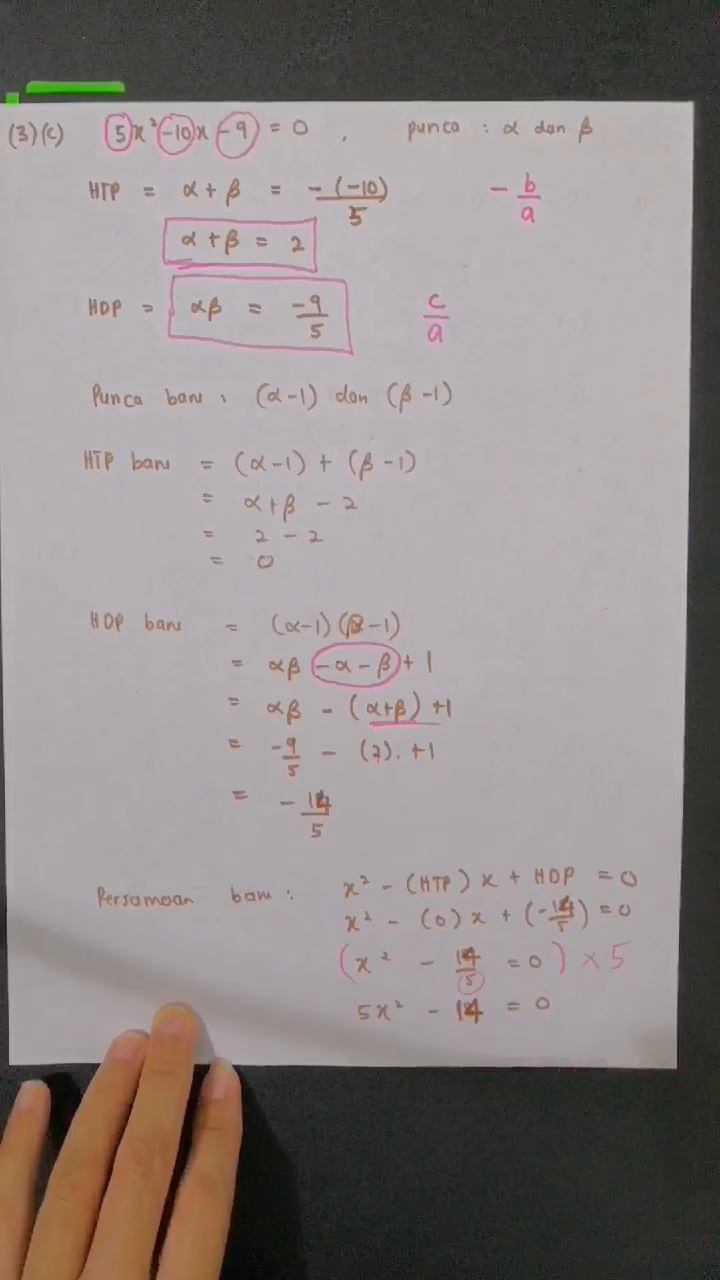 (3)(c) 5x² -10x -9 = 0 , punca : α dan β
HTP = α + β = -(-10)/5 -b/a
α + β = 2
HDP = αβ = -9/5 c/a
Punca baru : (α-1) dan (β-1)
HTP baru = (α-1) + (β-1)
= α+β - 2
= 2 - 2
= 0
HDP baru = (α-1)(β-1)
= αβ -α-β + 1
= αβ - (α+β) +1
= -9/5 - (2). +1
= -14/5
Persamaan baru : x² - (HTP)x + HDP = 0
x² - (0)x + (-14/5) = 0
(x² - 14/5 = 0) × 5
5x² - 14 = 0